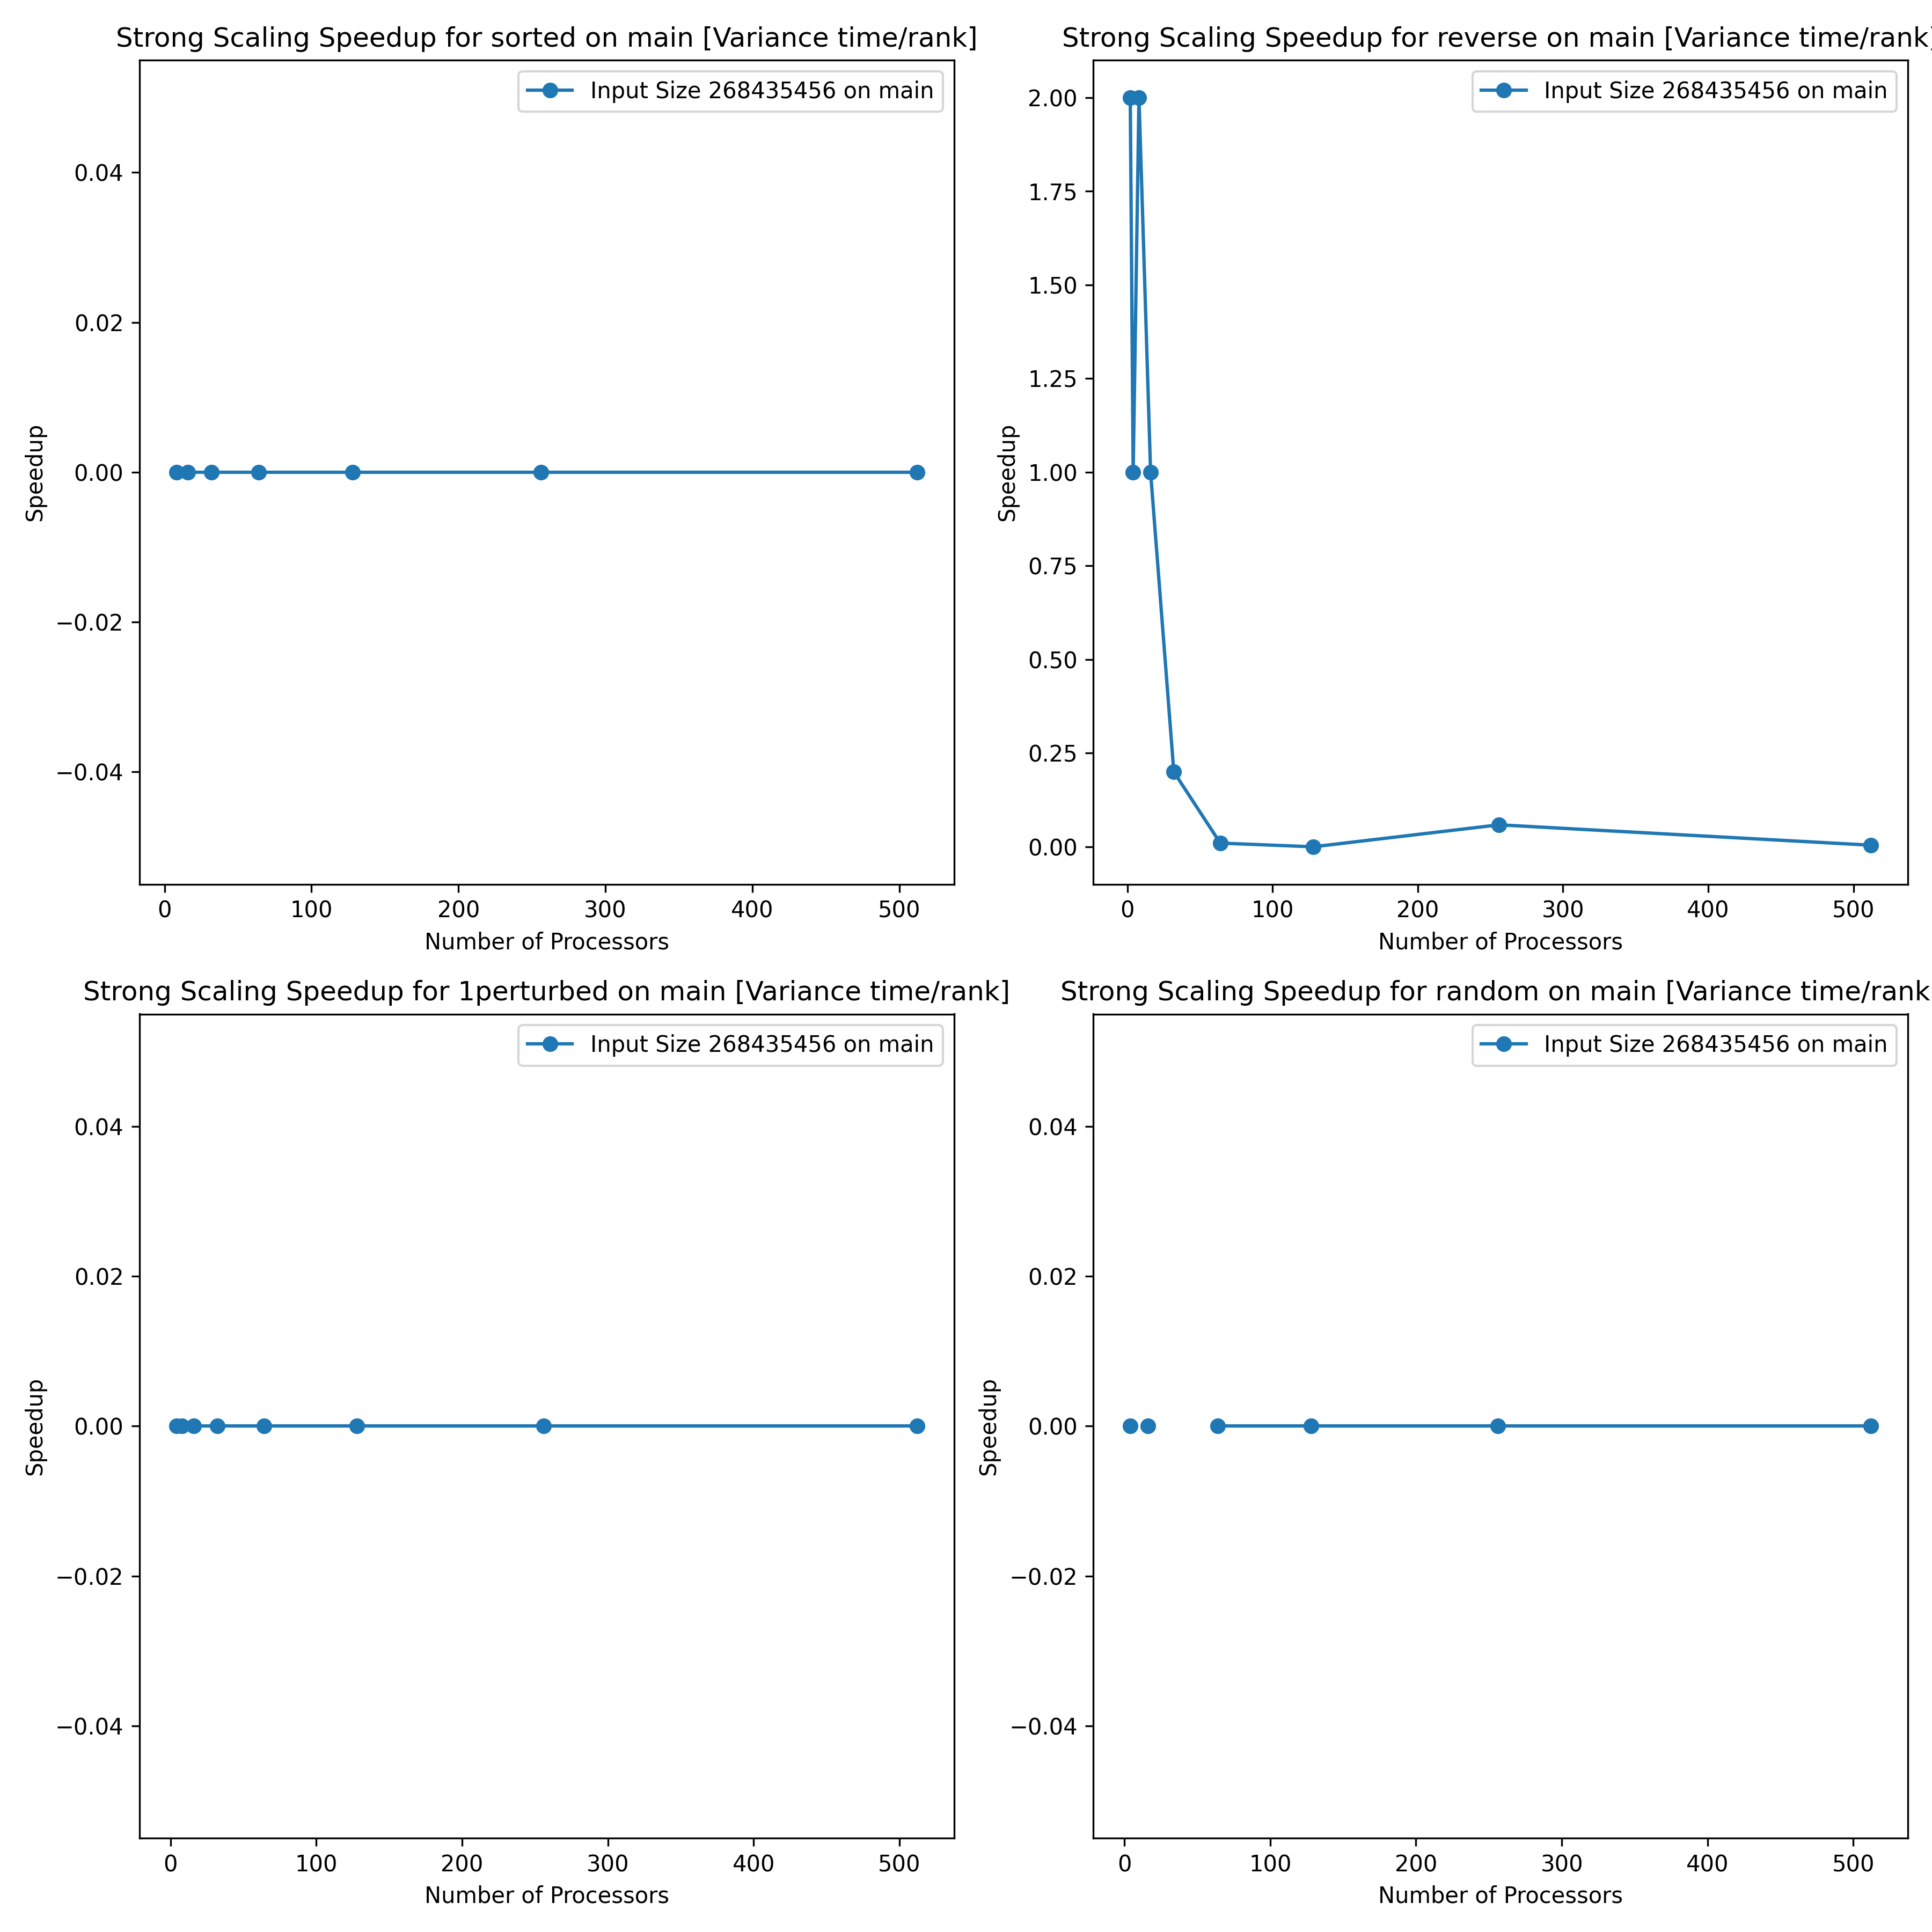 Strong Scaling Speedup for sorted on main [Variance time/rank]
Input Size 268435456 on main
Speedup
0.04
0.02
0.00
−0.02
−0.04
0 100 200 300 400 500
Number of Processors
Strong Scaling Speedup for reverse on main [Variance time/rank]
Input Size 268435456 on main
Speedup
2.00
1.75
1.50
1.25
1.00
0.75
0.50
0.25
0.00
0 100 200 300 400 500
Number of Processors
Strong Scaling Speedup for 1perturbed on main [Variance time/rank]
Input Size 268435456 on main
Speedup
0.04
0.02
0.00
−0.02
−0.04
0 100 200 300 400 500
Number of Processors
Strong Scaling Speedup for random on main [Variance time/rank
Input Size 268435456 on main
Speedup
0.04
0.02
0.00
−0.02
−0.04
0 100 200 300 400 500
Number of Processors